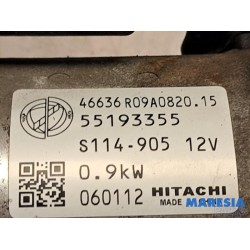 46636 R09A0820.15
55193355
S114-905 12V
0.9kW
060112 HITACHI
MADE
MARESIA